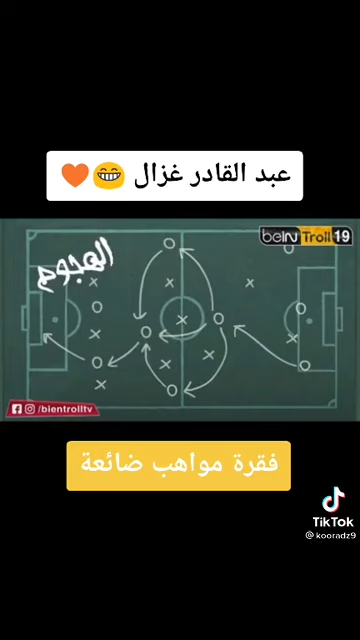 عبد القادر غزال 😁🧡
الهجوم
beIN Troll 19
/bientrolltv
فقرة مواهب ضائعة
TikTok
@kooradz9